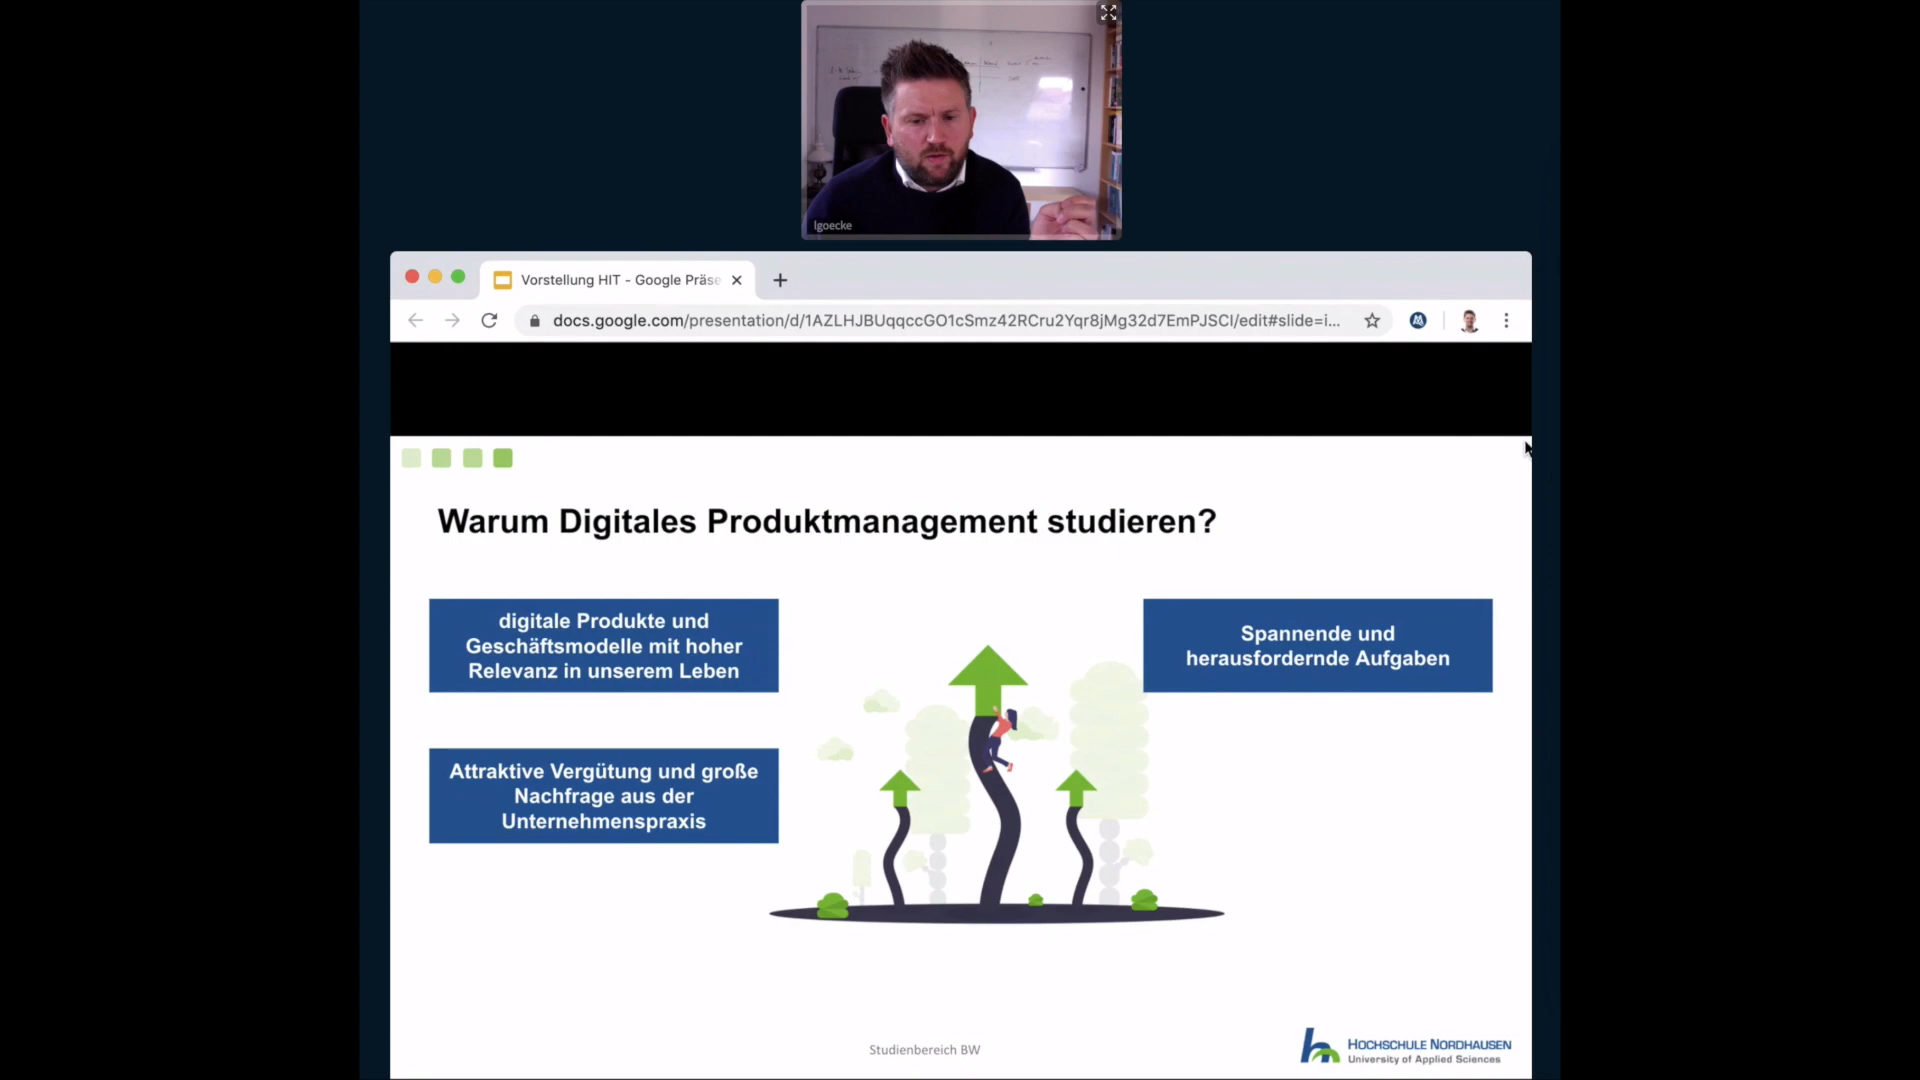 lgoecke
Vorstellung HIT - Google Präse
docs.google.com/presentation/d/1AZLHJBUqqccGO1cSmz42RCru2Yqr8jMg32d7EmPJSCI/edit#slide=i...
Warum Digitales Produktmanagement studieren?
digitale Produkte und
Geschäftsmodelle mit hoher
Relevanz in unserem Leben
Spannende und
herausfordernde Aufgaben
Attraktive Vergütung und große
Nachfrage aus der
Unternehmenspraxis
Studienbereich BW
HOCHSCHULE NORDHAUSEN
University of Applied Sciences